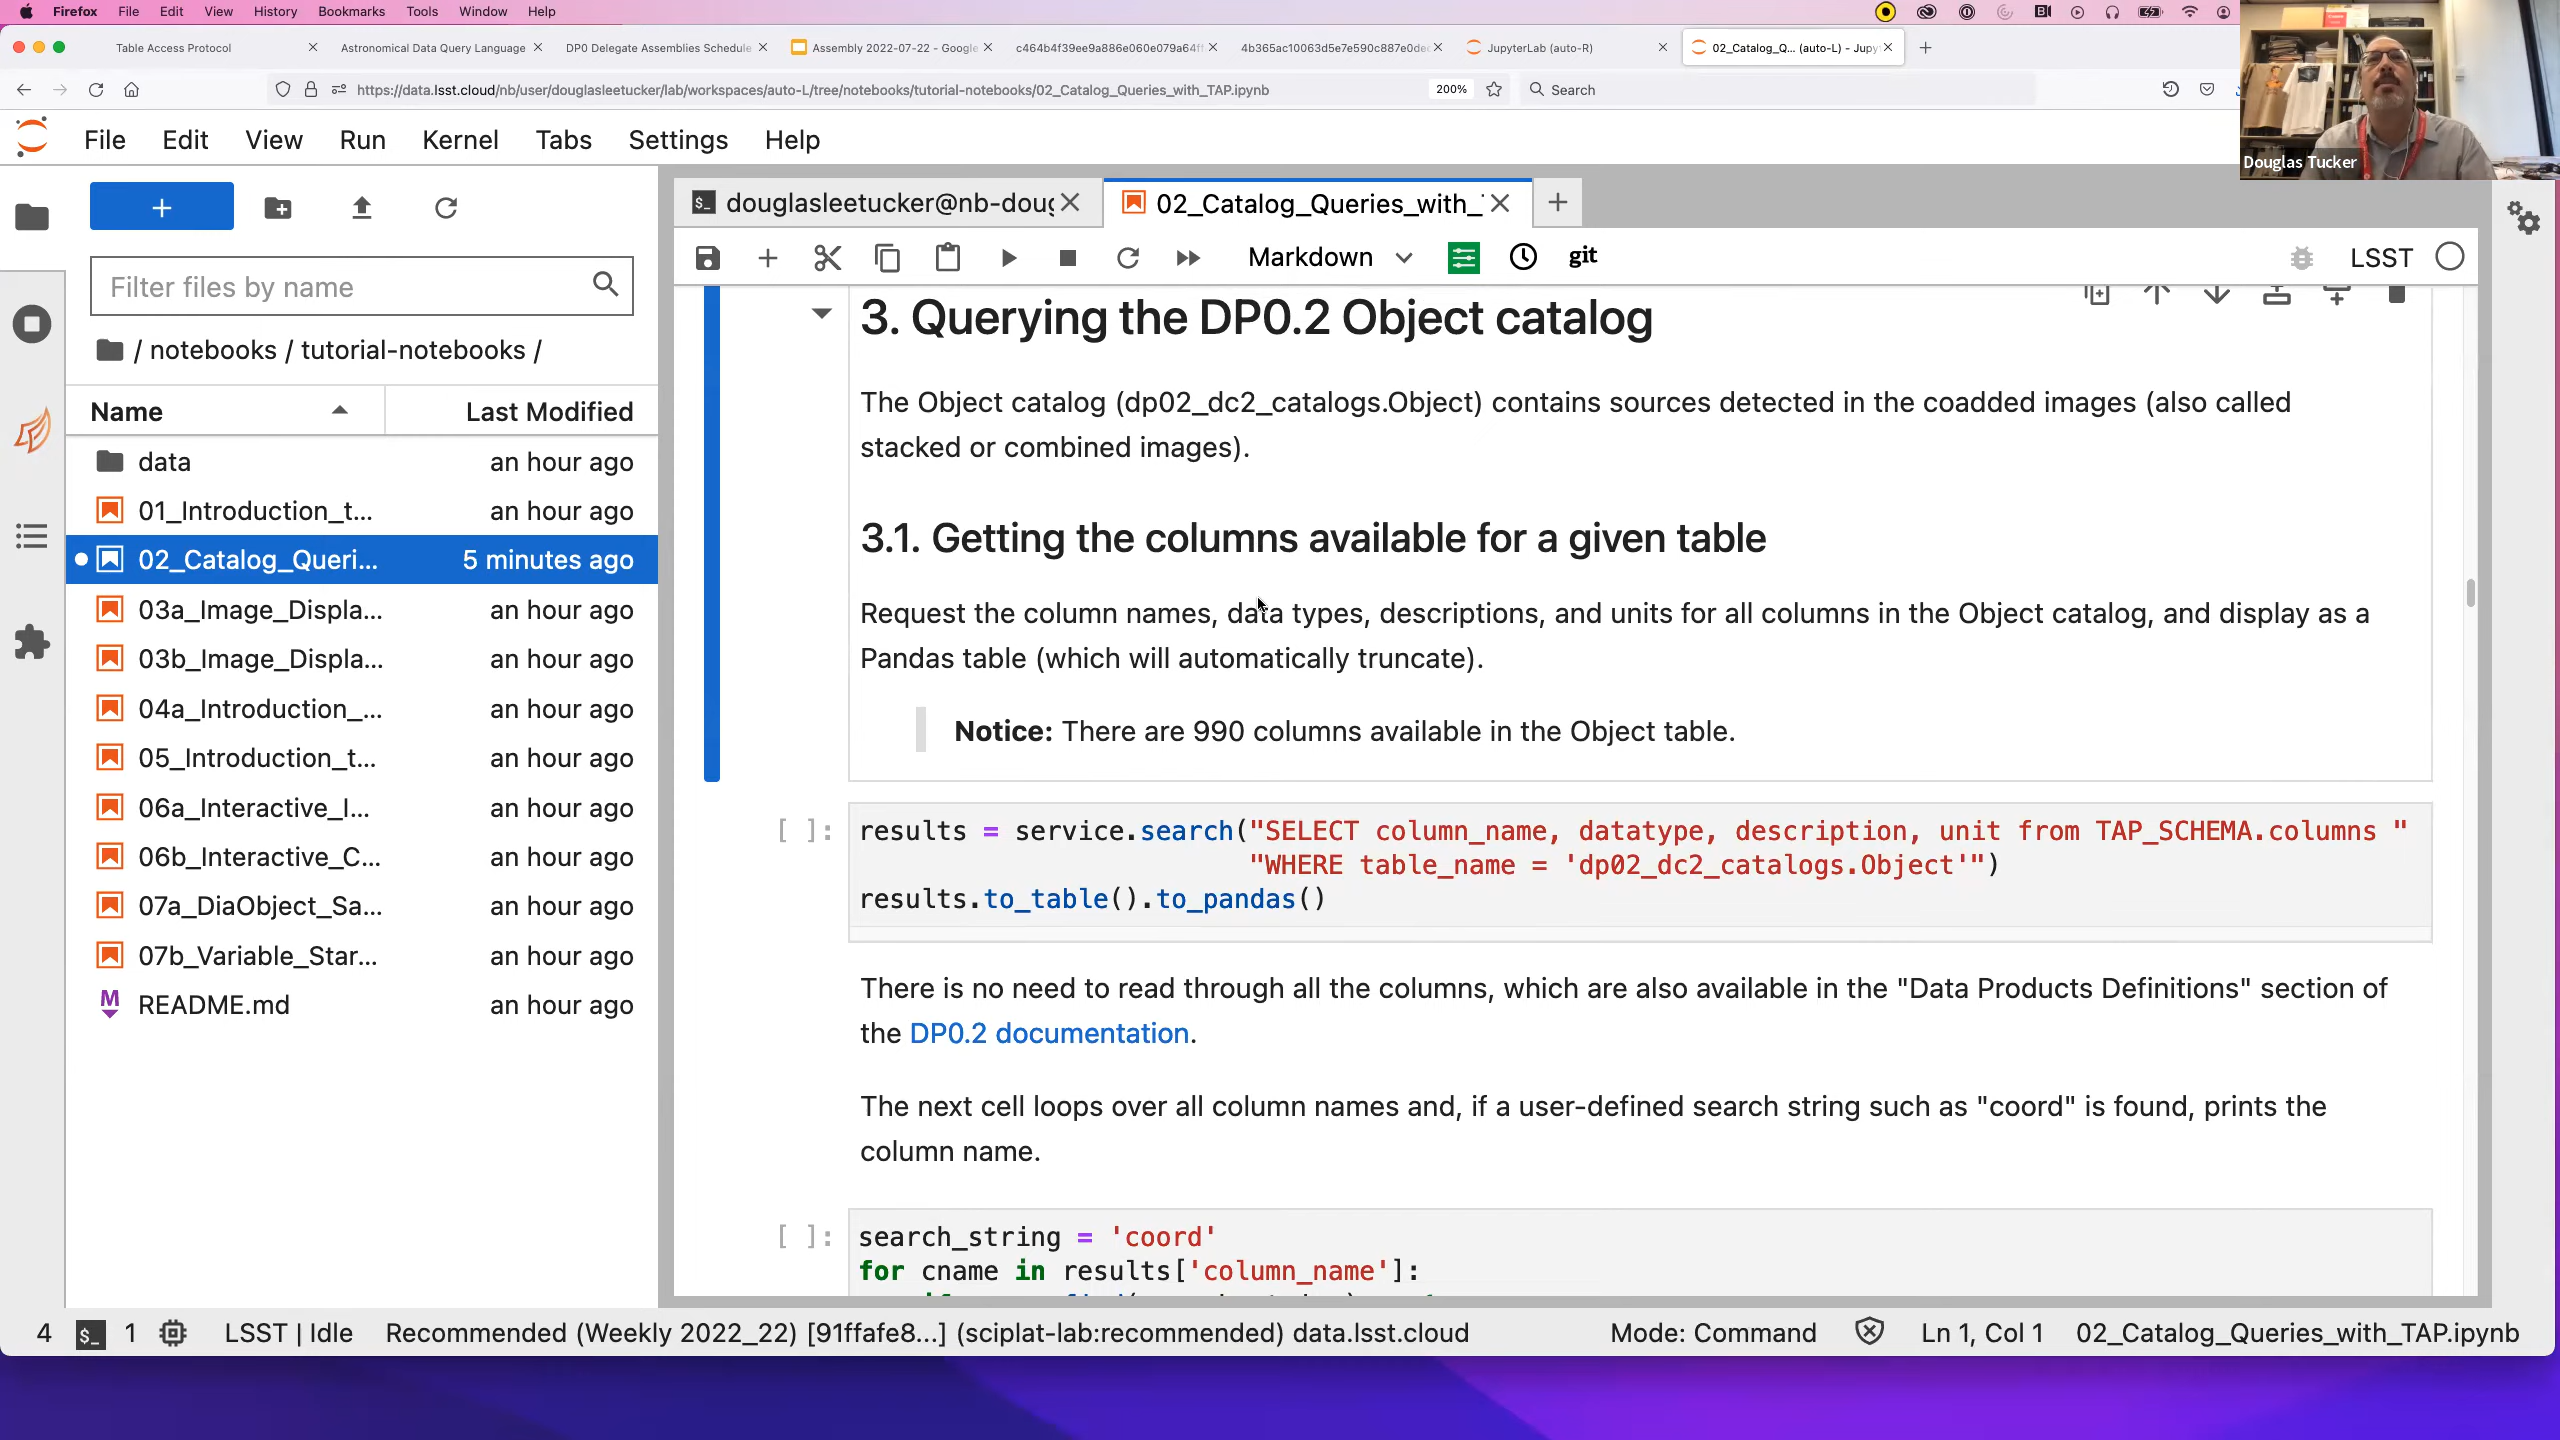 Firefox File Edit View History Bookmarks Tools Window Help
Table Access Protocol
Astronomical Data Query Language
DP0 Delegate Assemblies Schedule
Assembly 2022-07-22 - Google
JupyterLab (auto-R)
02_Catalog_Q... (auto-L) - Jupy
https://data.lsst.cloud/nb/user/douglasleetucker/lab/workspaces/auto-L/tree/notebooks/tutorial-notebooks/02_Catalog_Queries_with_TAP.ipynb
200%
Search
Douglas Tucker
File Edit View Run Kernel Tabs Settings Help
douglasleetucker@nb-doug
02_Catalog_Queries_with_
Markdown
git
LSST
Filter files by name
/ notebooks / tutorial-notebooks /
Name Last Modified
data an hour ago
01_Introduction_t... an hour ago
02_Catalog_Queri... 5 minutes ago
03a_Image_Displa... an hour ago
03b_Image_Displa... an hour ago
04a_Introduction_... an hour ago
05_Introduction_t... an hour ago
06a_Interactive_I... an hour ago
06b_Interactive_C... an hour ago
07a_DiaObject_Sa... an hour ago
07b_Variable_Star... an hour ago
README.md an hour ago
3. Querying the DP0.2 Object catalog
The Object catalog (dp02_dc2_catalogs.Object) contains sources detected in the coadded images (also called
stacked or combined images).
3.1. Getting the columns available for a given table
Request the column names, data types, descriptions, and units for all columns in the Object catalog, and display as a
Pandas table (which will automatically truncate).
Notice: There are 990 columns available in the Object table.
[ ]: results = service.search("SELECT column_name, datatype, description, unit from TAP_SCHEMA.columns "
"WHERE table_name = 'dp02_dc2_catalogs.Object'")
results.to_table().to_pandas()
There is no need to read through all the columns, which are also available in the "Data Products Definitions" section of
the DP0.2 documentation.
The next cell loops over all column names and, if a user-defined search string such as "coord" is found, prints the
column name.
[ ]: search_string = 'coord'
for cname in results['column_name']:
4 $_ 1 LSST | Idle Recommended (Weekly 2022_22) [91ffafe8...] (sciplat-lab:recommended) data.lsst.cloud
Mode: Command Ln 1, Col 1 02_Catalog_Queries_with_TAP.ipynb